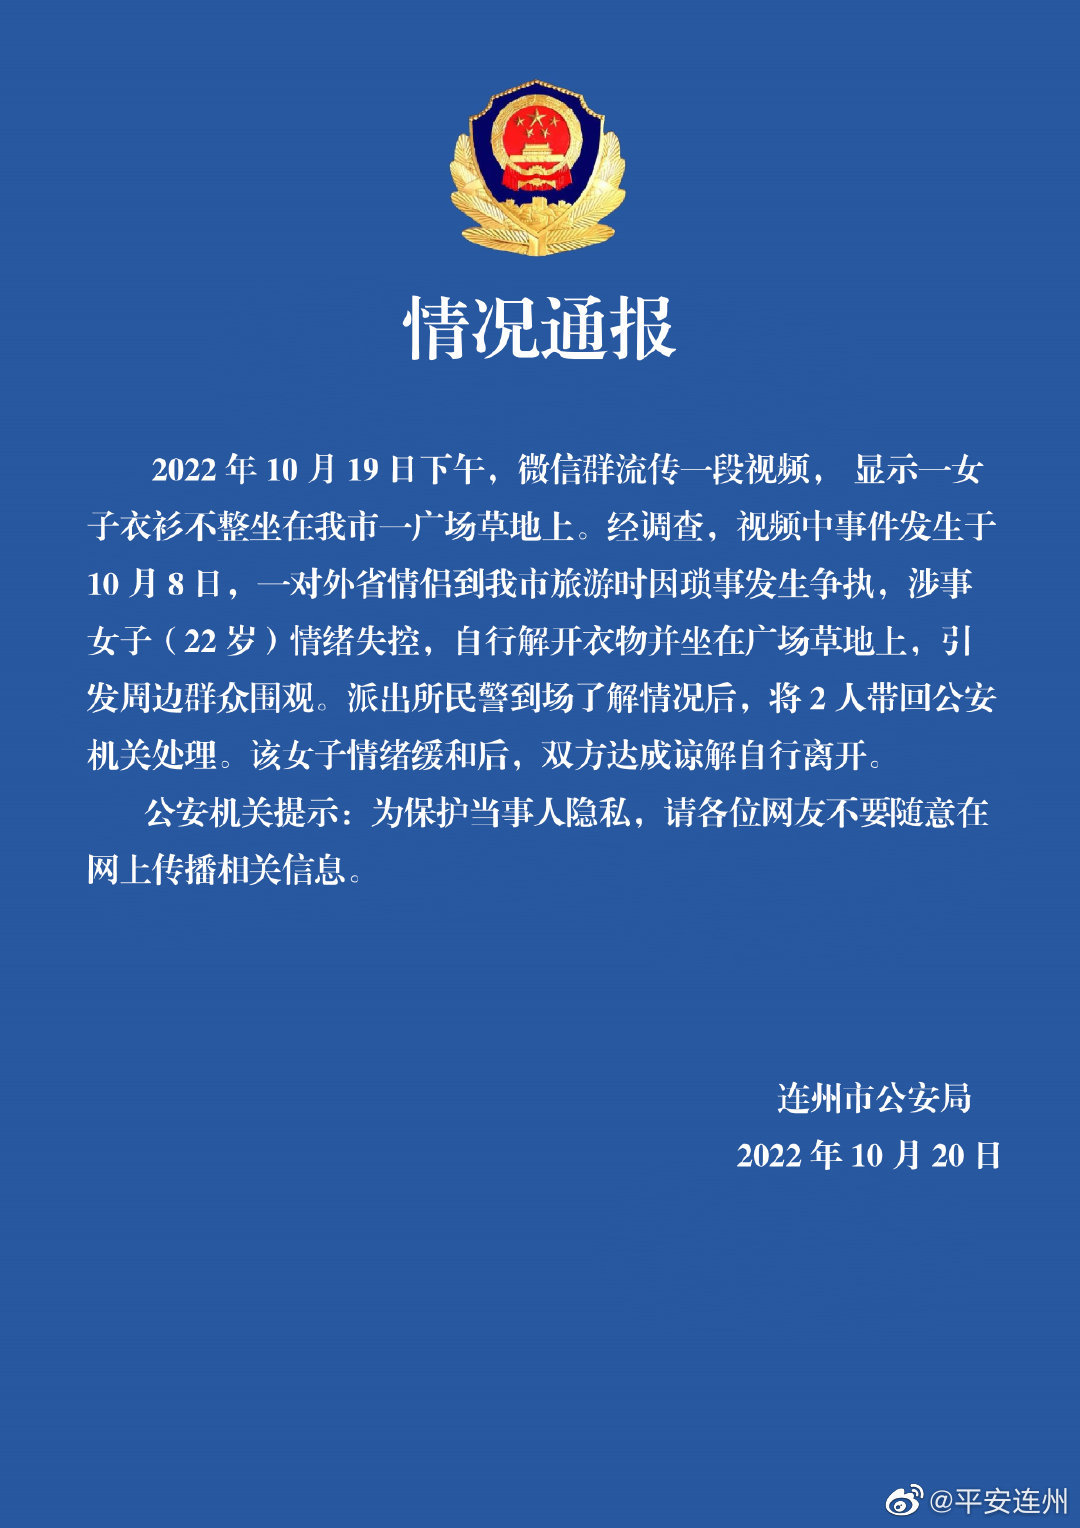 情况通报
2022 年 10 月 19 日下午，微信群流传一段视频， 显示一女
子衣衫不整坐在我市一广场草地上。经调查，视频中事件发生于
10 月 8 日，一对外省情侣到我市旅游时因琐事发生争执，涉事
女子（22 岁）情绪失控，自行解开衣物并坐在广场草地上，引
发周边群众围观。派出所民警到场了解情况后，将 2 人带回公安
机关处理。该女子情绪缓和后，双方达成谅解自行离开。
公安机关提示：为保护当事人隐私，请各位网友不要随意在
网上传播相关信息。
连州市公安局
2022 年 10 月 20 日
@平安连州